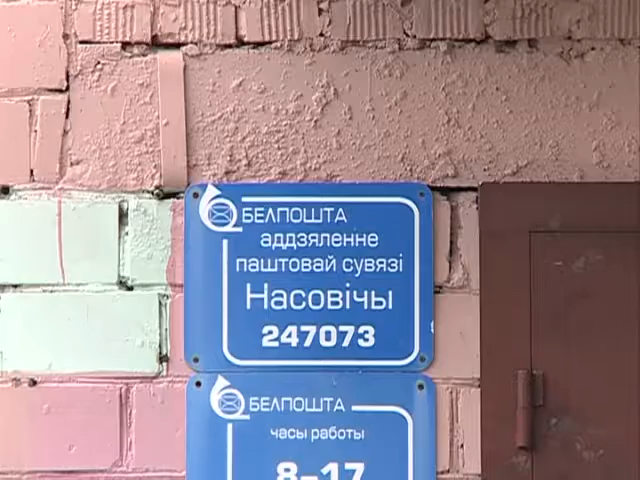 БЕЛПОШТА
аддзяленне
паштовай сувязі
Насовічы
247073
БЕЛПОШТА
часы работы
8-17